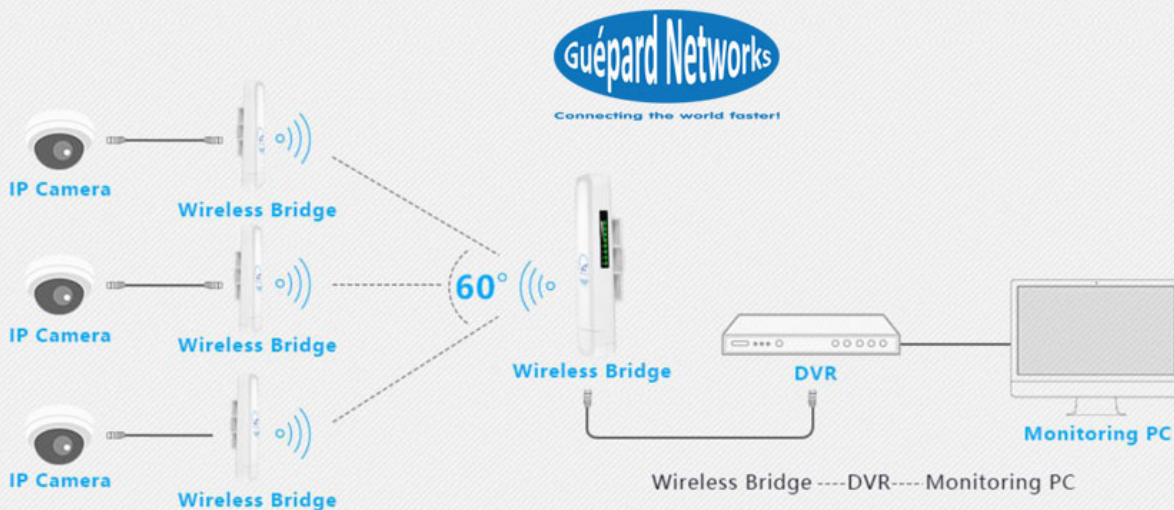 Guépard Networks
Connecting the world faster!
IP Camera
Wireless Bridge
IP Camera
Wireless Bridge
60°
Wireless Bridge
DVR
Monitoring PC
IP Camera
Wireless Bridge
Wireless Bridge ----DVR---- Monitoring PC